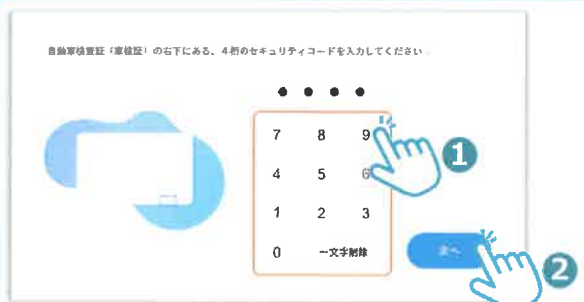 自動車検査証「車検証」の右下にある、4桁のセキュリティコードを入力してください
● ● ● ●
7 8 9
1
4 5 6
1 2 3
0 一文字削除
次へ
2